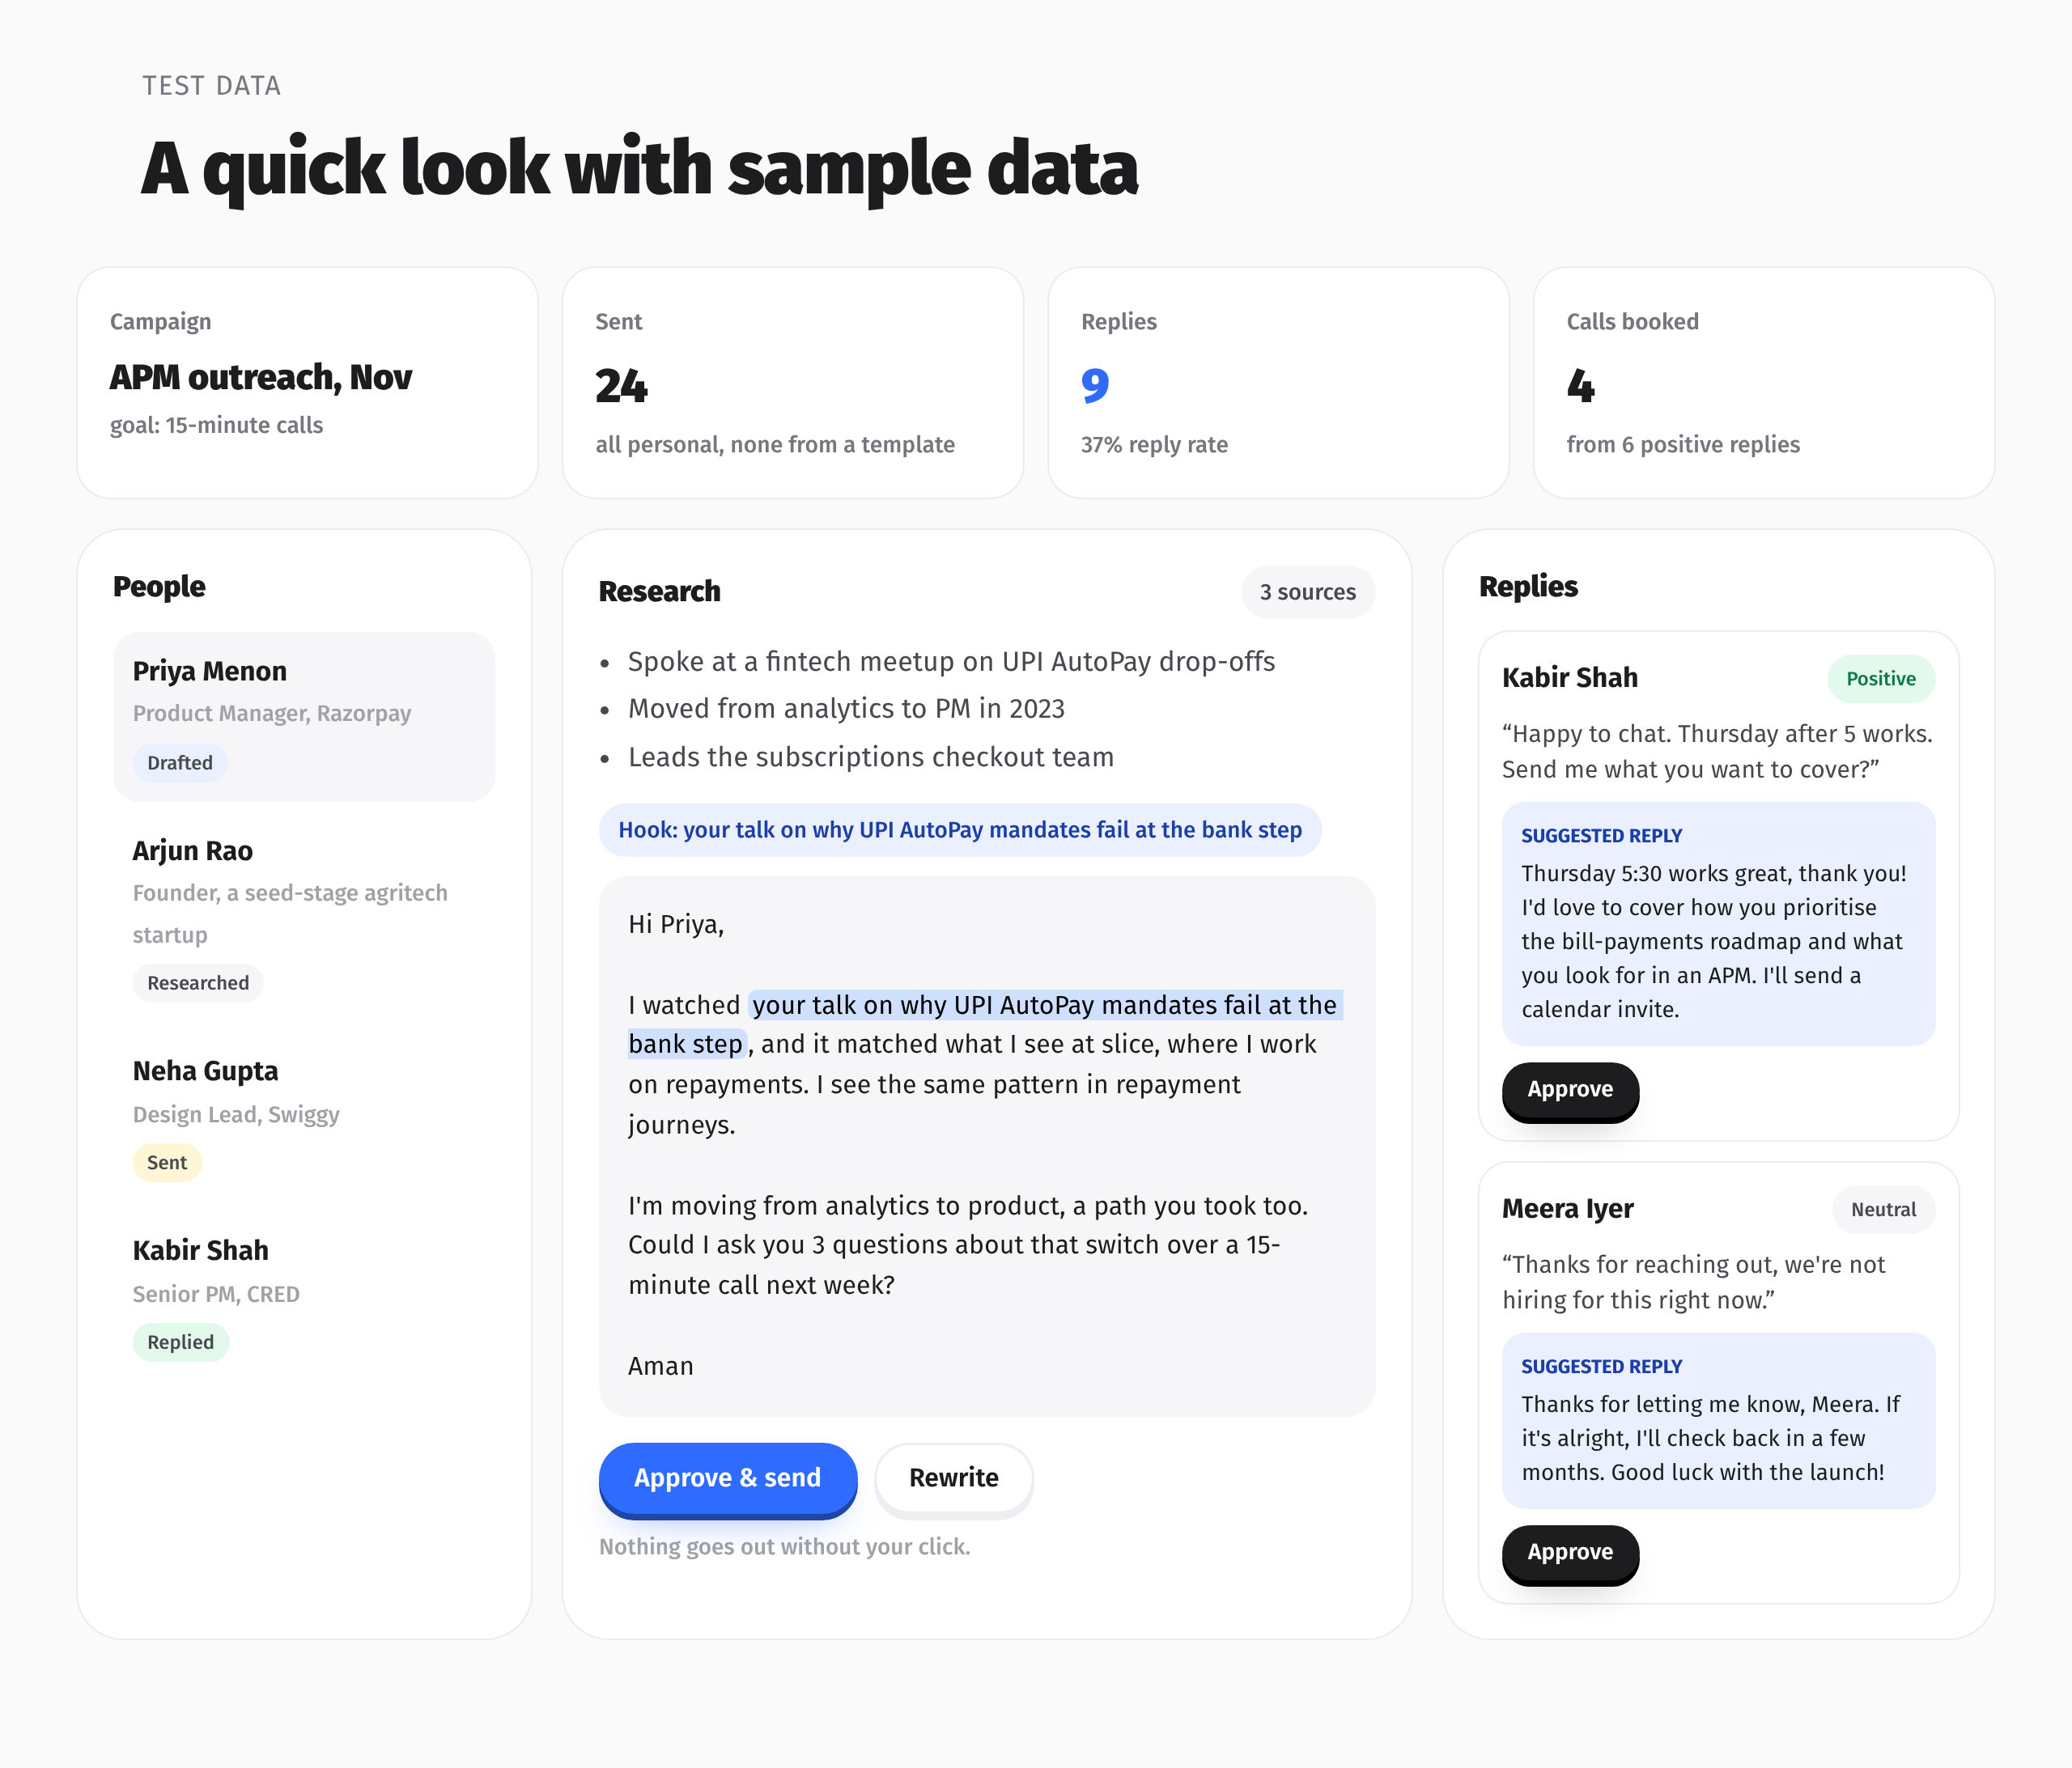 TEST DATA
A quick look with sample data
Campaign
APM outreach, Nov
goal: 15-minute calls
Sent
24
all personal, none from a template
Replies
9
37% reply rate
Calls booked
4
from 6 positive replies
People
Priya Menon
Product Manager, Razorpay
Drafted
Arjun Rao
Founder, a seed-stage agritech
startup
Researched
Neha Gupta
Design Lead, Swiggy
Sent
Kabir Shah
Senior PM, CRED
Replied
Research
3 sources
• Spoke at a fintech meetup on UPI AutoPay drop-offs
• Moved from analytics to PM in 2023
• Leads the subscriptions checkout team
Hook: your talk on why UPI AutoPay mandates fail at the bank step
Hi Priya,
I watched your talk on why UPI AutoPay mandates fail at the
bank step, and it matched what I see at slice, where I work
on repayments. I see the same pattern in repayment
journeys.
I'm moving from analytics to product, a path you took too.
Could I ask you 3 questions about that switch over a 15-
minute call next week?
Aman
Approve & send
Rewrite
Nothing goes out without your click.
Replies
Kabir Shah
Positive
“Happy to chat. Thursday after 5 works.
Send me what you want to cover?”
SUGGESTED REPLY
Thursday 5:30 works great, thank you!
I'd love to cover how you prioritise
the bill-payments roadmap and what
you look for in an APM. I'll send a
calendar invite.
Approve
Meera Iyer
Neutral
“Thanks for reaching out, we're not
hiring for this right now.”
SUGGESTED REPLY
Thanks for letting me know, Meera. If
it's alright, I'll check back in a few
months. Good luck with the launch!
Approve